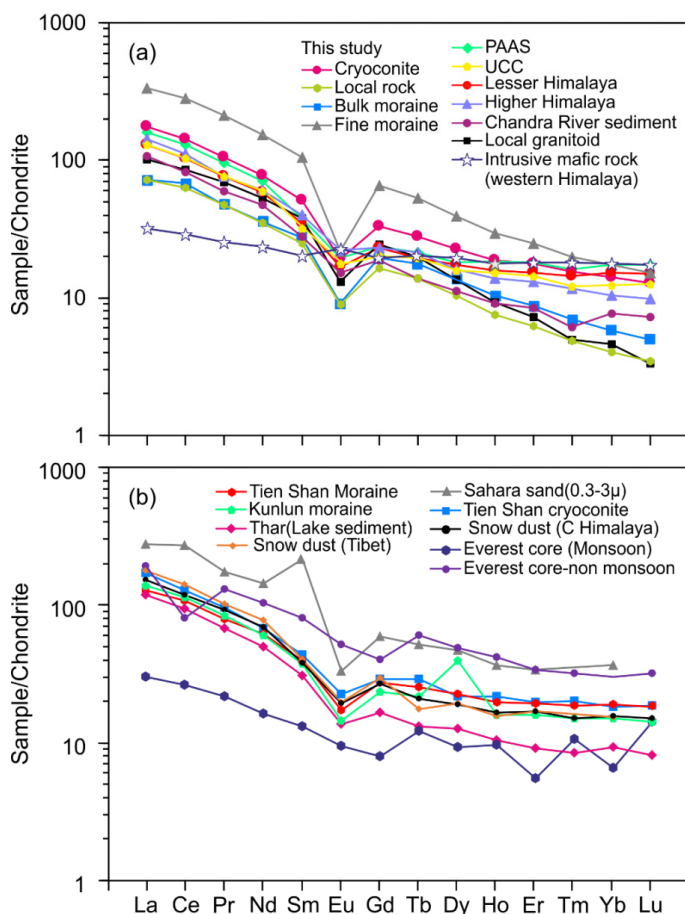 1000
(a)
This study
Cryoconite
Local rock
Bulk moraine
Fine moraine
PAAS
UCC
Lesser Himalaya
Higher Himalaya
Chandra River sediment
Local granitoid
Intrusive mafic rock
(western Himalaya)
100
10
1
Sample/Chondrite
1000
(b)
Tien Shan Moraine
Kunlun moraine
Thar(Lake sediment)
Snow dust (Tibet)
Sahara sand(0.3-3μ)
Tien Shan cryoconite
Snow dust (C Himalaya)
Everest core (Monsoon)
Everest core-non monsoon
100
10
1
Sample/Chondrite
La Ce Pr Nd Sm Eu Gd Tb Dy Ho Er Tm Yb Lu